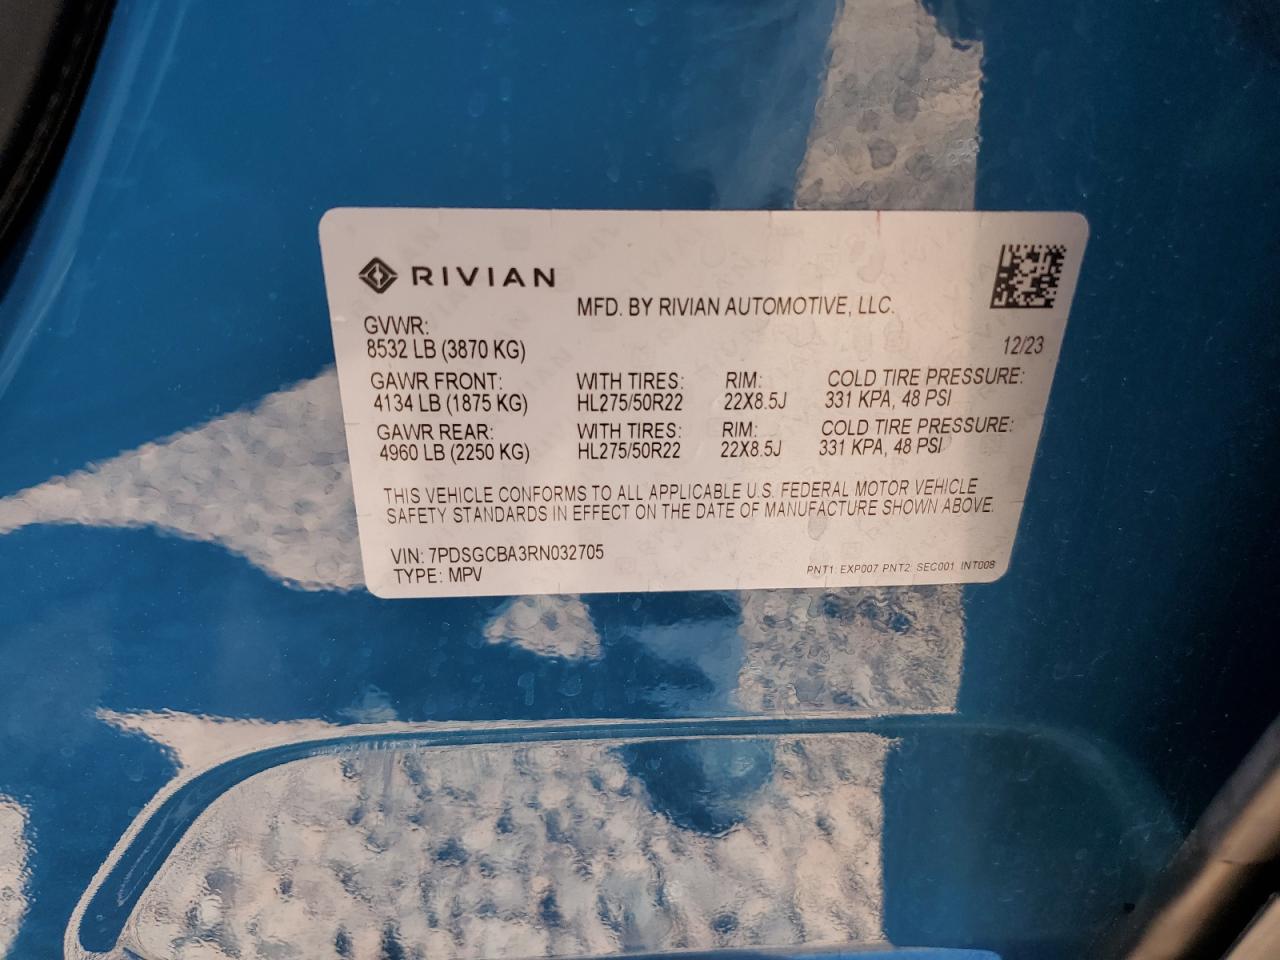 RIVIAN
MFD. BY RIVIAN AUTOMOTIVE, LLC.
GVWR:
8532 LB (3870 KG)
12/23
GAWR FRONT: WITH TIRES: RIM: COLD TIRE PRESSURE:
4134 LB (1875 KG) HL275/50R22 22X8.5J 331 KPA, 48 PSI
GAWR REAR: WITH TIRES: RIM: COLD TIRE PRESSURE:
4960 LB (2250 KG) HL275/50R22 22X8.5J 331 KPA, 48 PSI
THIS VEHICLE CONFORMS TO ALL APPLICABLE U.S. FEDERAL MOTOR VEHICLE
SAFETY STANDARDS IN EFFECT ON THE DATE OF MANUFACTURE SHOWN ABOVE.
VIN: 7PDSGCBA3RN032705
TYPE: MPV
PNT1: EXP007 PNT2: SEC001 INT008